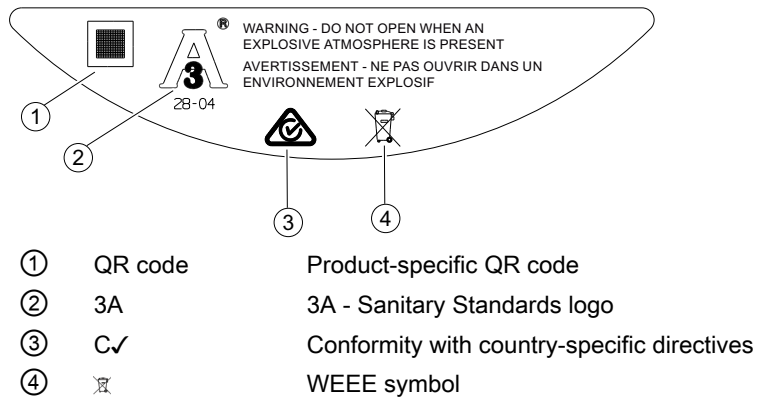 ®
WARNING - DO NOT OPEN WHEN AN
EXPLOSIVE ATMOSPHERE IS PRESENT
AVERTISSEMENT - NE PAS OUVRIR DANS UN
ENVIRONNEMENT EXPLOSIF
A
3
28-04
1
2
3
4
① QR code Product-specific QR code
② 3A 3A - Sanitary Standards logo
③ C✓ Conformity with country-specific directives
④ WEEE symbol